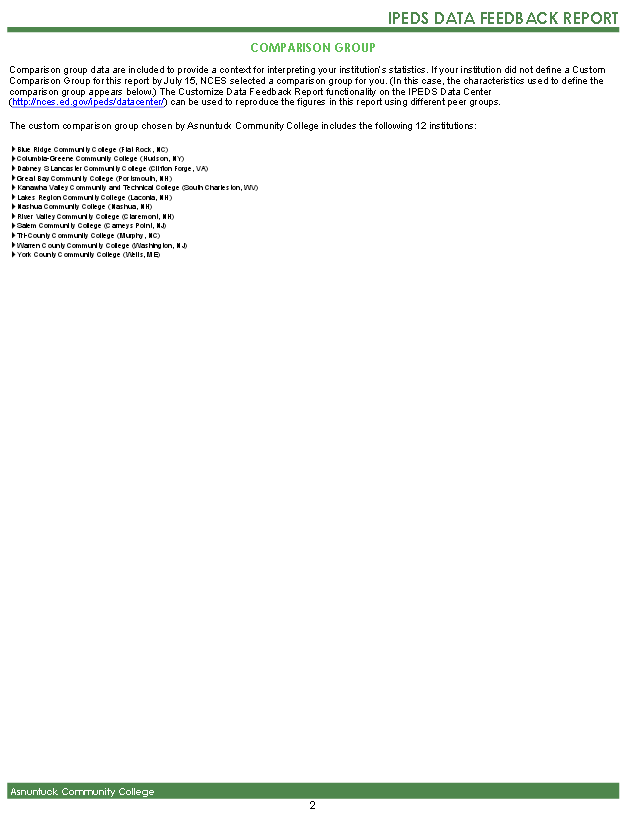 IPEDS DATA FEEDBACK REPORT
COMPARISON GROUP
Comparison group data are included to provide a context for interpreting your institution's statistics. If your institution did not define a Custom
Comparison Group for this report by July 15, NCES selected a comparison group for you. (In this case, the characteristics used to define the
comparison group appears below.) The Customize Data Feedback Report functionality on the IPEDS Data Center
(http://nces.ed.gov/ipeds/datacenter/) can be used to reproduce the figures in this report using different peer groups.
The custom comparison group chosen by Asnuntuck Community College includes the following 12 institutions:
Blue Ridge Community College (Flat Rock, NC)
Columbia-Greene Community College (Hudson, NY)
Dabney S Lancaster Community College (Clifton Forge, VA)
Great Bay Community College (Portsmouth, NH)
Kanawha Valley Community and Technical College (South Charleston, WV)
Lakes Region Community College (Laconia, NH)
Nashua Community College (Nashua, NH)
River Valley Community College (Claremont, NH)
Salem Community College (Carneys Point, NJ)
Tri-County Community College (Murphy, NC)
Warren County Community College (Washington, NJ)
York County Community College (Wells, ME)
Asnuntuck Community College
2